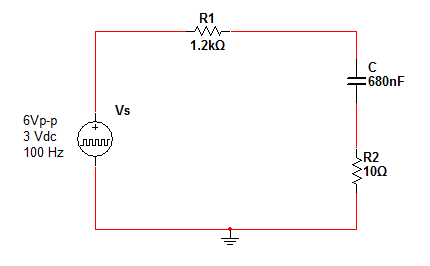 R1
1.2kΩ
C
680nF
Vs
6Vp-p
3 Vdc
100 Hz
+
R2
10Ω